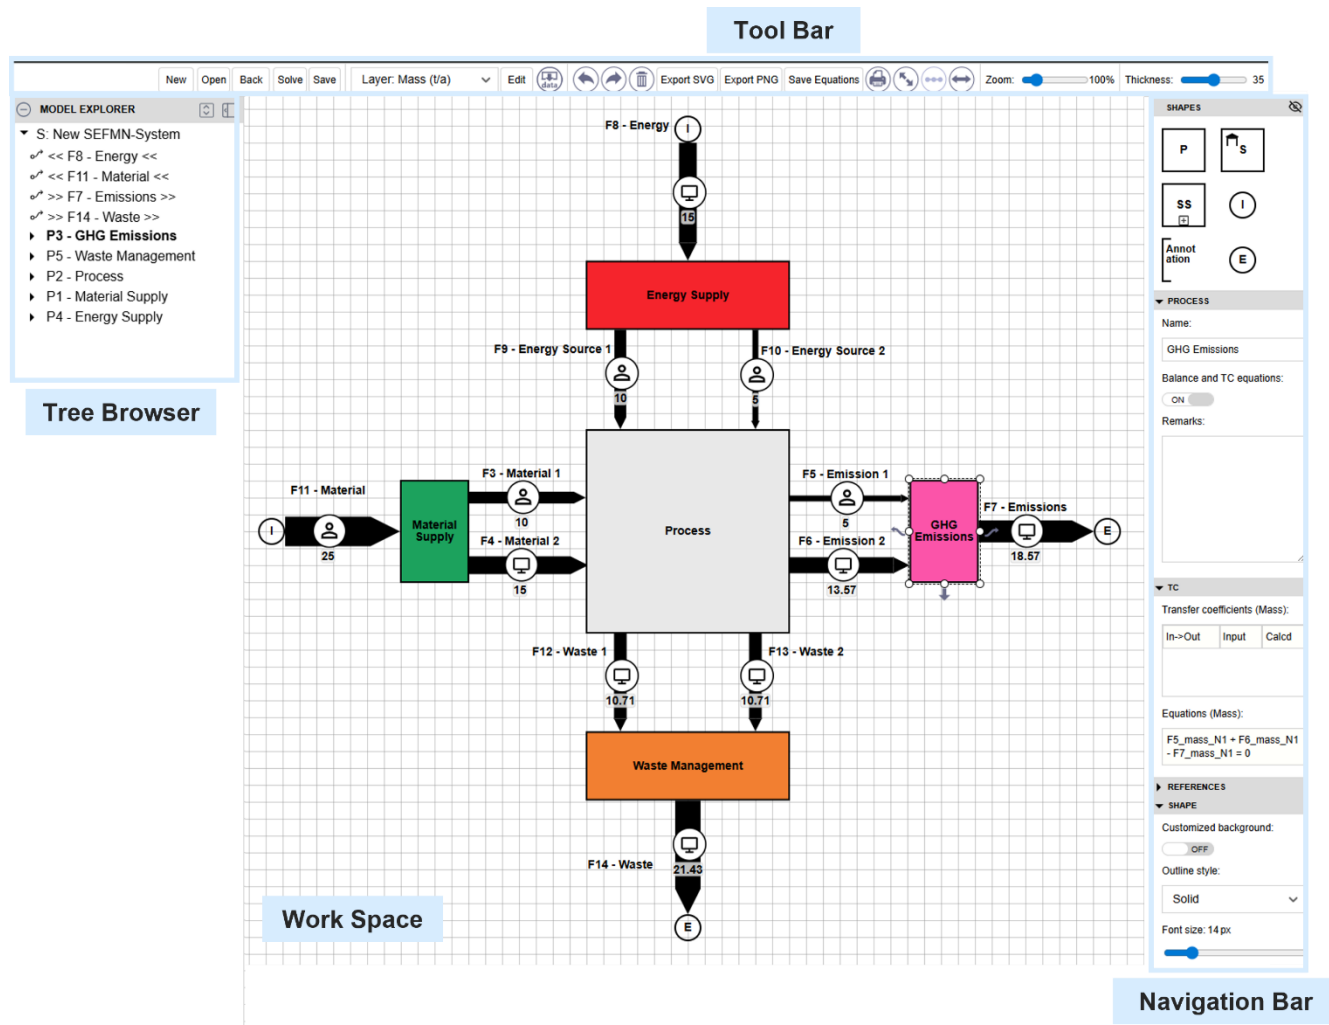 Tool Bar
New
Open
Back
Solve
Save
Layer: Mass (t/a)
Edit
data
Export SVG
Export PNG
Save Equations
Zoom:
100%
Thickness:
35
MODEL EXPLORER
S: New SEFMN-System
<< F8 - Energy <<
<< F11 - Material <<
>> F7 - Emissions >>
>> F14 - Waste >>
P3 - GHG Emissions
P5 - Waste Management
P2 - Process
P1 - Material Supply
P4 - Energy Supply
Tree Browser
F8 - Energy
I
15
Energy Supply
F9 - Energy Source 1
F10 - Energy Source 2
10
5
F11 - Material
I
25
Material
Supply
F3 - Material 1
10
F4 - Material 2
15
Process
F5 - Emission 1
5
F6 - Emission 2
13.57
GHG
Emissions
F7 - Emissions
18.57
E
F12 - Waste 1
F13 - Waste 2
10.71
10.71
Waste Management
F14 - Waste
21.43
E
Work Space
SHAPES
P
S
SS
I
Annot
ation
E
PROCESS
Name:
GHG Emissions
Balance and TC equations:
ON
Remarks:
TC
Transfer coefficients (Mass):
In->Out
Input
Calcd
Equations (Mass):
F5_mass_N1 + F6_mass_N1
- F7_mass_N1 = 0
REFERENCES
SHAPE
Customized background:
OFF
Outline style:
Solid
Font size: 14 px
Navigation Bar